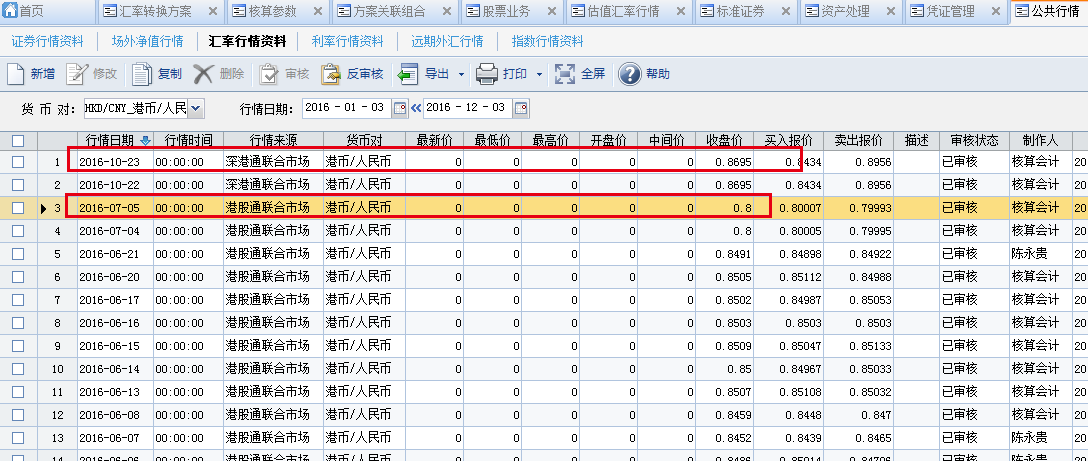 首页 汇率转换方案 核算参数 方案关联组合 股票业务 估值汇率行情 标准证券 资产处理 凭证管理 公共行情
证券行情资料 场外净值行情 汇率行情资料 利率行情资料 远期外汇行情 指数行情资料
新增 修改 复制 删除 审核 反审核 导出 打印 全屏 帮助
货 币 对: HKD/CNY_港币/人民 行情日期: 2016 - 01 - 03 2016 - 12 - 03
行情日期 行情时间 行情来源 货币对 最新价 最低价 最高价 开盘价 中间价 收盘价 买入报价 卖出报价 描述 审核状态 制作人
1 2016-10-23 00:00:00 深港通联合市场 港币/人民币 0 0 0 0 0 0.8695 0.8434 0.8956 已审核 核算会计 20
2 2016-10-22 00:00:00 深港通联合市场 港币/人民币 0 0 0 0 0 0.8695 0.8434 0.8956 已审核 核算会计 20
3 2016-07-05 00:00:00 港股通联合市场 港币/人民币 0 0 0 0 0 0.8 0.80007 0.79993 已审核 核算会计 20
4 2016-07-04 00:00:00 港股通联合市场 港币/人民币 0 0 0 0 0 0.8 0.80005 0.79995 已审核 核算会计 20
5 2016-06-21 00:00:00 港股通联合市场 港币/人民币 0 0 0 0 0 0.8491 0.84898 0.84922 已审核 陈永贵 20
6 2016-06-20 00:00:00 港股通联合市场 港币/人民币 0 0 0 0 0 0.8505 0.85112 0.84988 已审核 核算会计 20
7 2016-06-17 00:00:00 港股通联合市场 港币/人民币 0 0 0 0 0 0.8502 0.84987 0.85053 已审核 核算会计 20
8 2016-06-16 00:00:00 港股通联合市场 港币/人民币 0 0 0 0 0 0.8503 0.8503 0.8503 已审核 核算会计 20
9 2016-06-15 00:00:00 港股通联合市场 港币/人民币 0 0 0 0 0 0.8509 0.85047 0.85133 已审核 核算会计 20
10 2016-06-14 00:00:00 港股通联合市场 港币/人民币 0 0 0 0 0 0.85 0.84967 0.85033 已审核 核算会计 20
11 2016-06-13 00:00:00 港股通联合市场 港币/人民币 0 0 0 0 0 0.8507 0.85108 0.85032 已审核 核算会计 20
12 2016-06-08 00:00:00 港股通联合市场 港币/人民币 0 0 0 0 0 0.8459 0.8448 0.847 已审核 核算会计 20
13 2016-06-07 00:00:00 港股通联合市场 港币/人民币 0 0 0 0 0 0.8452 0.8439 0.8465 已审核 陈永贵 20